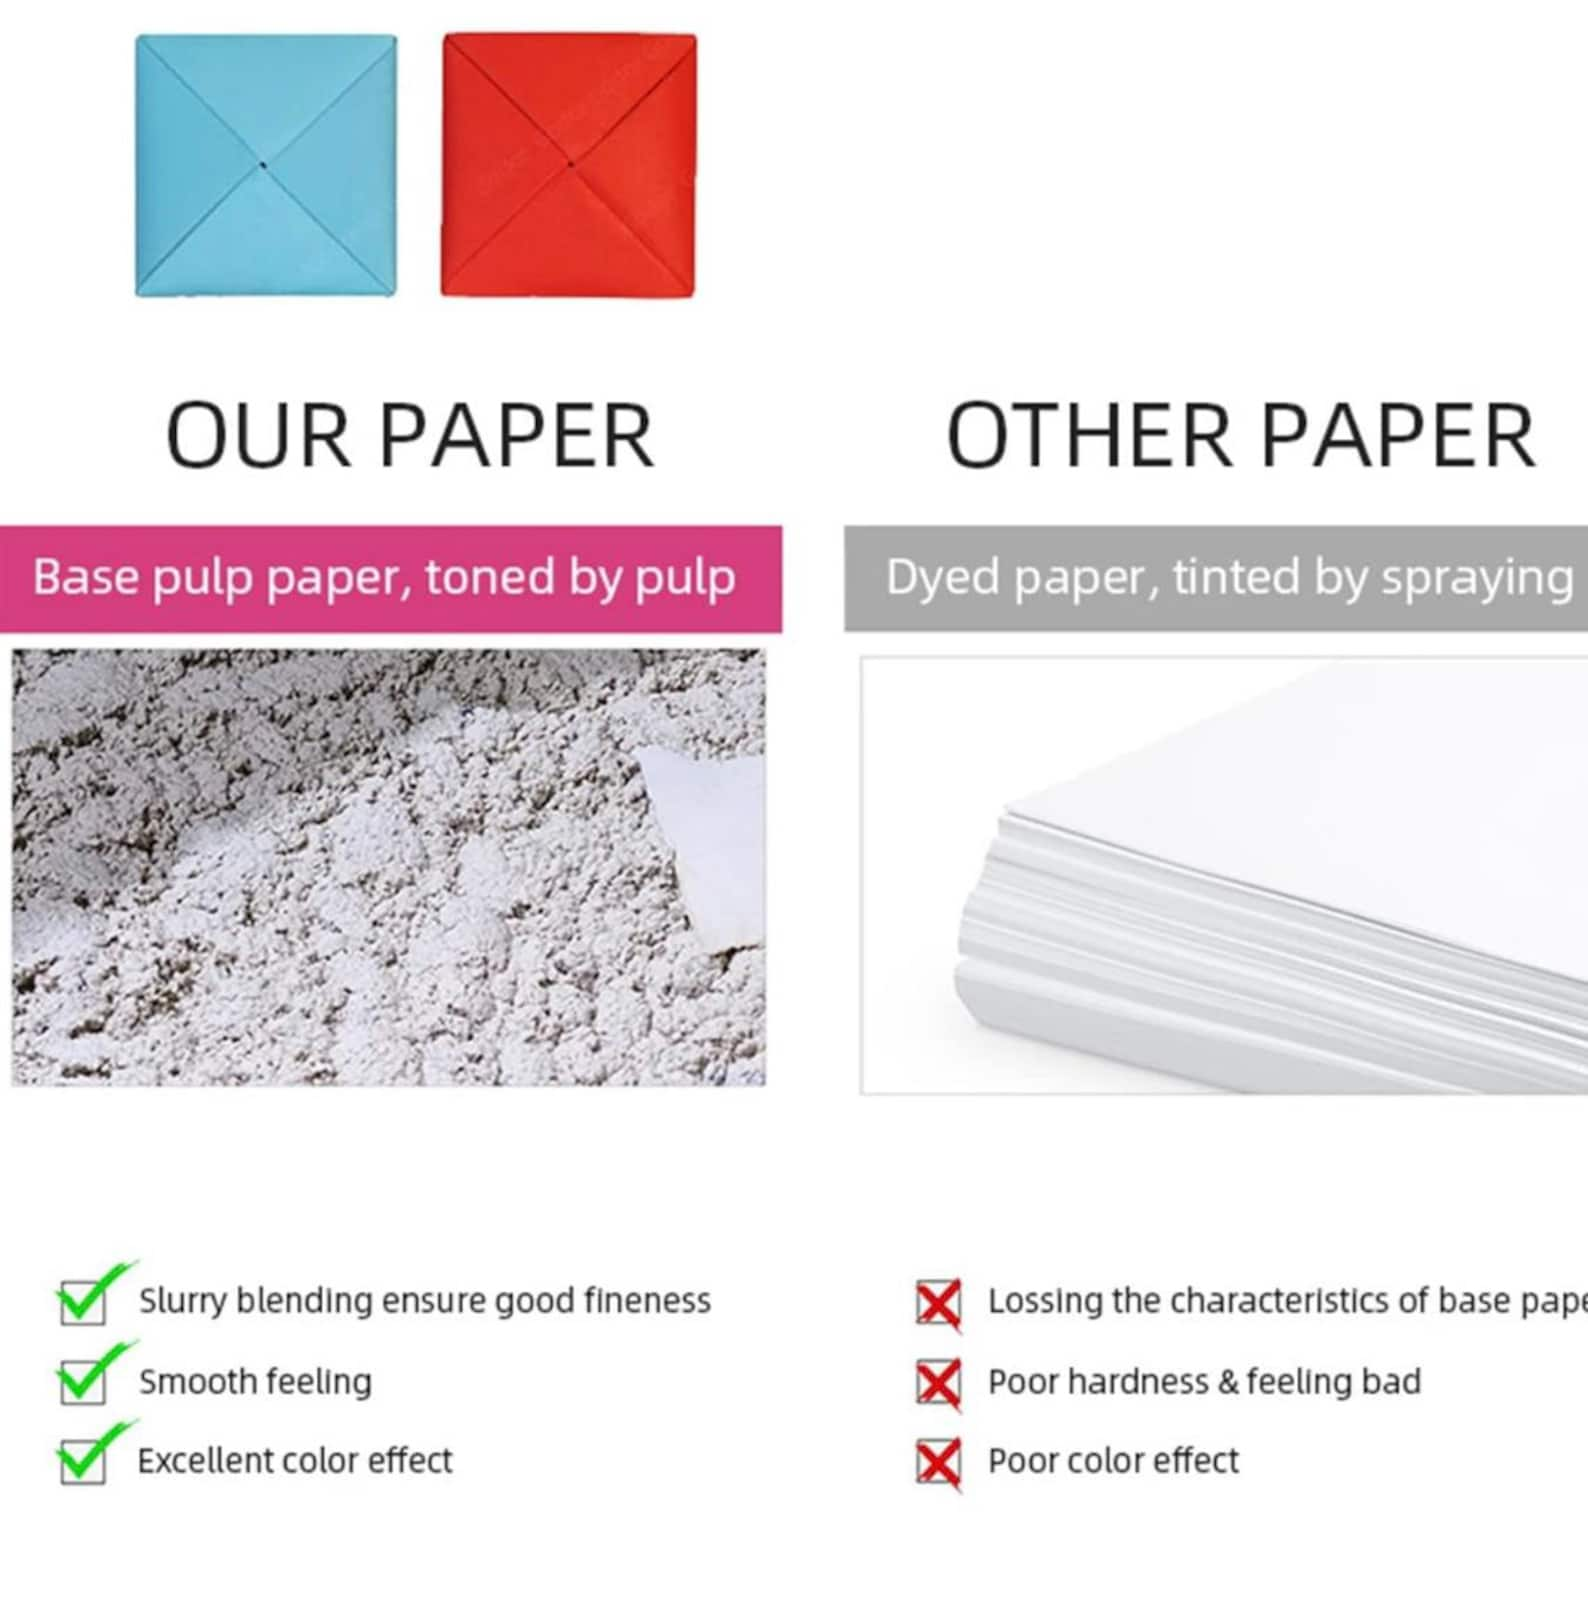 OUR PAPER
OTHER PAPER
Base pulp paper, toned by pulp
Dyed paper, tinted by spraying
Slurry blending ensure good fineness
Smooth feeling
Excellent color effect
Lossing the characteristics of base pape
Poor hardness & feeling bad
Poor color effect